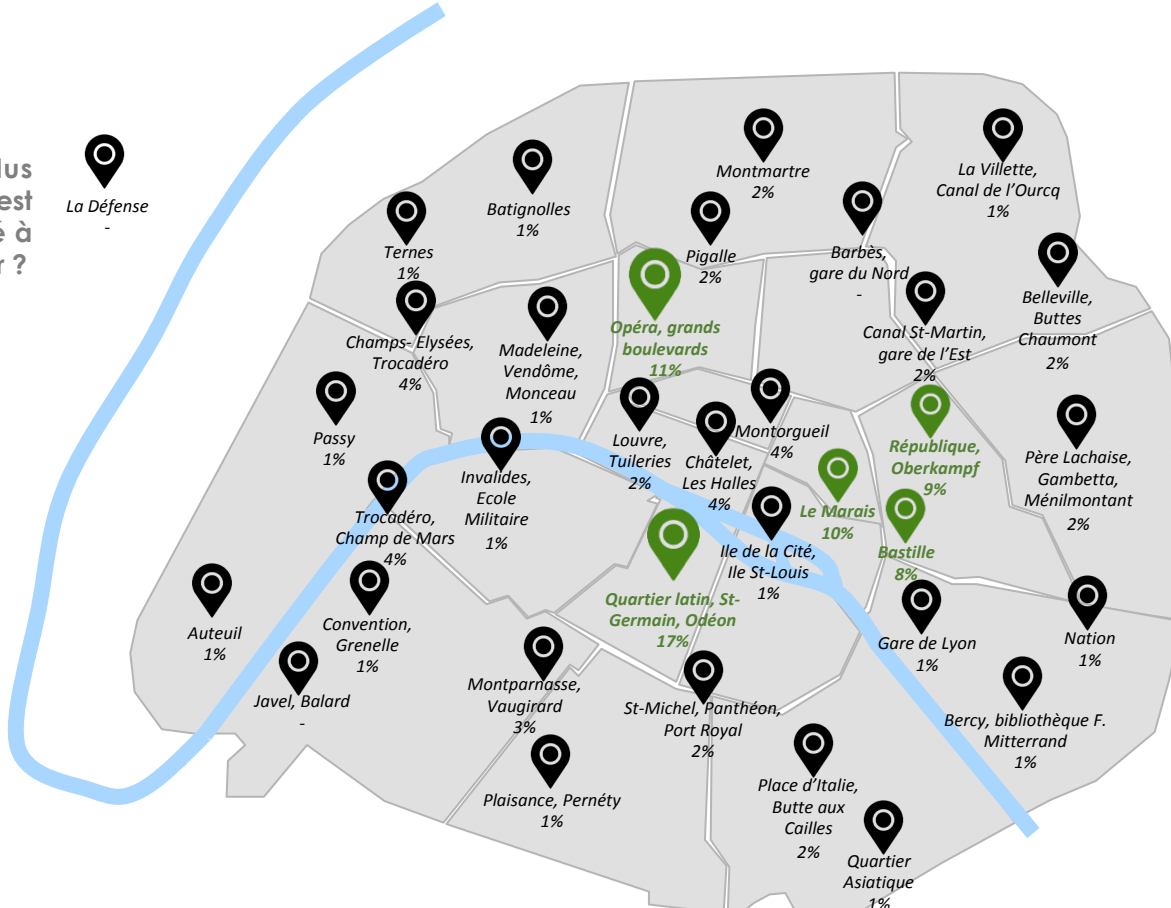 lus
est
é à
r ?
La Défense
-
Batignolles
1%
Ternes
1%
Montmartre
2%
La Villette,
Canal de l'Ourcq
1%
Pigalle
2%
Barbès,
gare du Nord
-
Belleville,
Buttes
Chaumont
2%
Champs- Elysées,
Trocadéro
4%
Madeleine,
Vendôme,
Monceau
1%
Opéra, grands
boulevards
11%
Canal St-Martin,
gare de l'Est
2%
Passy
1%
Louvre,
Tuileries
2%
Châtelet,
Les Halles
4%
Montorgueil
4%
République,
Oberkampf
9%
Père Lachaise,
Gambetta,
Ménilmontant
2%
Invalides,
Ecole
Militaire
1%
Trocadéro,
Champ de Mars
4%
Le Marais
10%
Bastille
8%
Ile de la Cité,
Ile St-Louis
1%
Quartier latin, St-
Germain, Odéon
17%
Auteuil
1%
Convention,
Grenelle
1%
Gare de Lyon
1%
Nation
1%
Javel, Balard
-
Montparnasse,
Vaugirard
3%
St-Michel, Panthéon,
Port Royal
2%
Bercy, bibliothèque F.
Mitterrand
1%
Plaisance, Pernéty
1%
Place d'Italie,
Butte aux
Cailles
2%
Quartier
Asiatique
1%